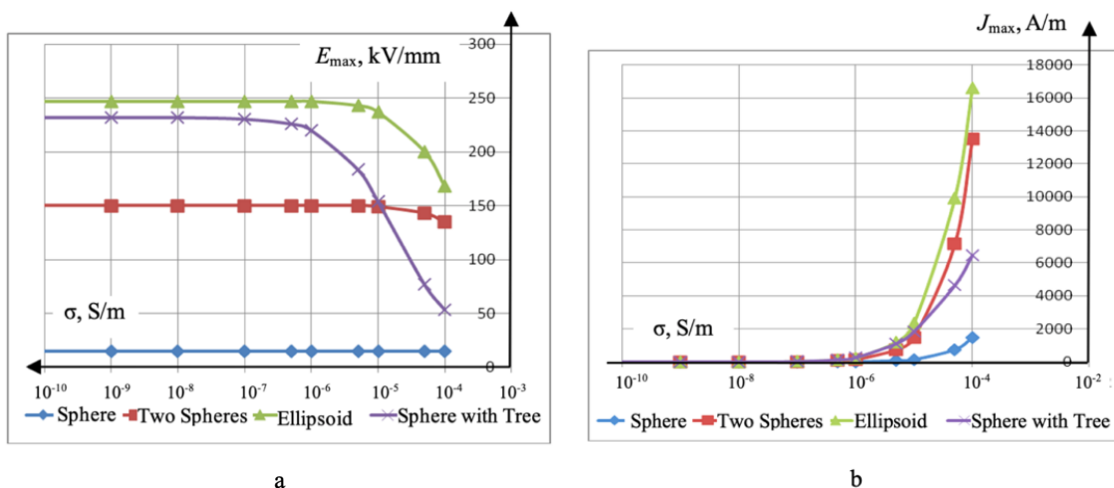 Eₘₐₓ, kV/mm
300
250
200
150
100
50
0
σ, S/m
10⁻¹⁰ 10⁻⁹ 10⁻⁸ 10⁻⁷ 10⁻⁶ 10⁻⁵ 10⁻⁴ 10⁻³
Sphere Two Spheres Ellipsoid Sphere with Tree
a
Jₘₐₓ, A/m
18000
16000
14000
12000
10000
8000
6000
4000
2000
0
σ, S/m
10⁻¹⁰ 10⁻⁸ 10⁻⁶ 10⁻⁴ 10⁻²
Sphere Two Spheres Ellipsoid Sphere with Tree
b